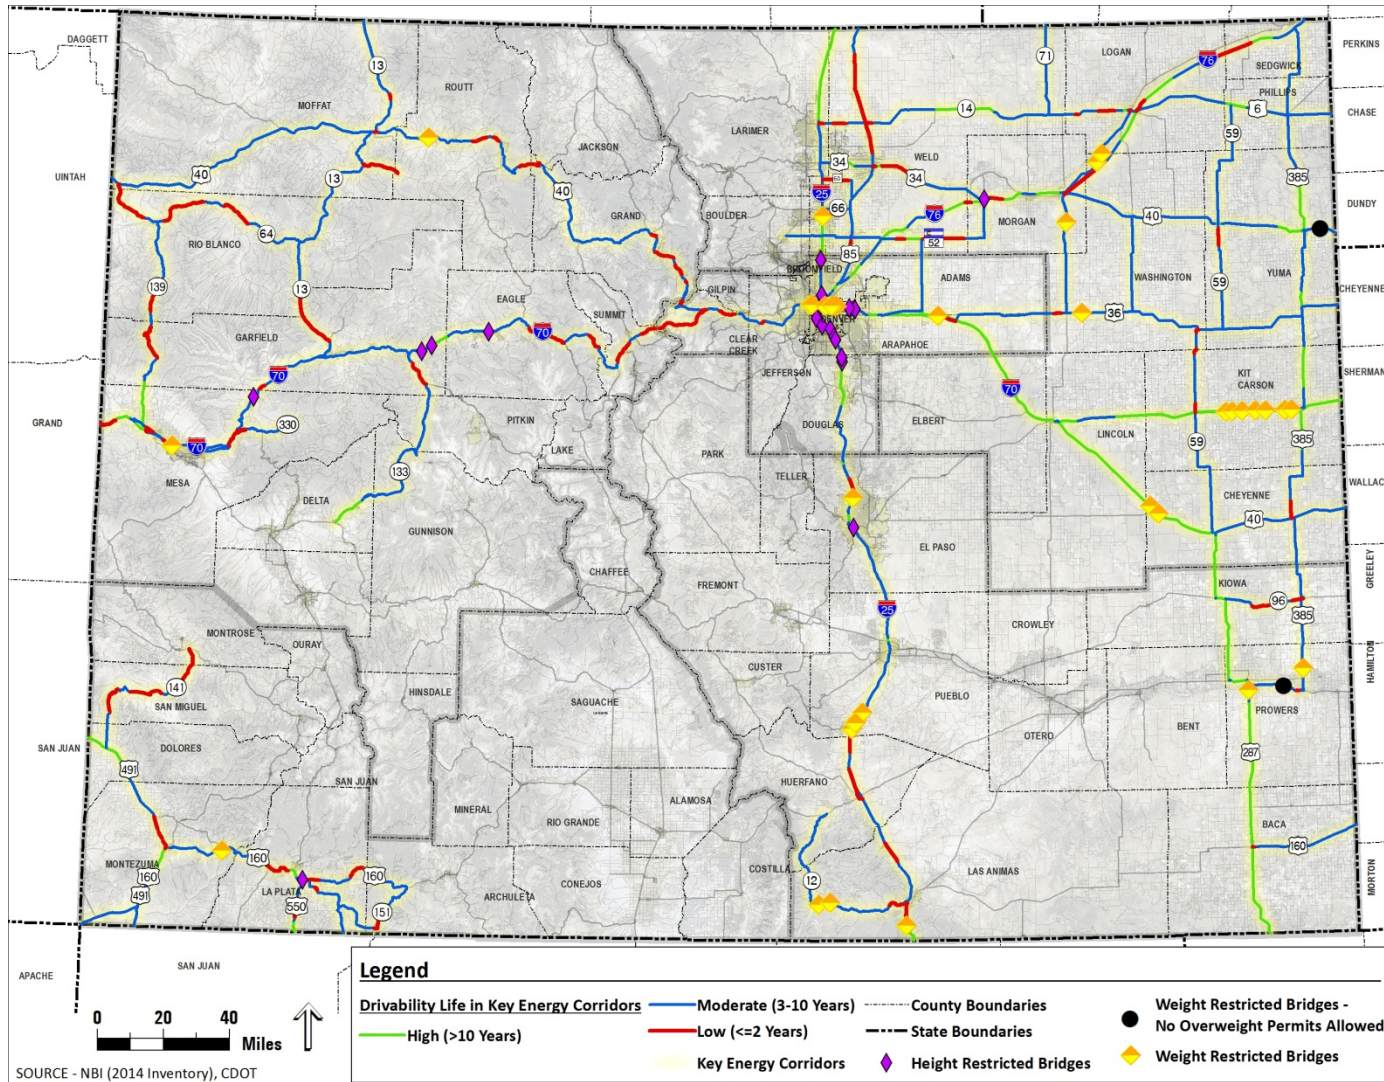 DAGGETT
PERKINS
LOGAN
71
76
SEDGWICK
13
ROUTT
PHILLIPS
MOFFAT
14
6
CHASE
LARIMER
JACKSON
59
34
WELD
40
13
UINTAH
34
385
25
40
66
DUNDY
GRAND
BOULDER
76
MORGAN
40
64
52
RIO BLANCO
85
BROOMFIELD
YUMA
ADAMS
WASHINGTON
139
13
GILPIN
59
CHEYENNE
EAGLE
SUMMIT
36
70
DENVER
GARFIELD
CLEAR
CREEK
ARAPAHOE
JEFFERSON
KIT
CARSON
SHERMAN
70
70
PITKIN
GRAND
330
DOUGLAS
ELBERT
LINCOLN
70
LAKE
PARK
59
385
133
TELLER
MESA
WALLAC
DELTA
CHEYENNE
40
GUNNISON
EL PASO
CHAFFEE
FREMONT
GREELEY
KIOWA
96
25
385
CROWLEY
MONTROSE
OURAY
CUSTER
HAMILTON
141
HINSDALE
PUEBLO
SAN MIGUEL
SAGUACHE
PROWERS
BENT
OTERO
SAN JUAN
DOLORES
287
491
SAN JUAN
HUERFANO
ALAMOSA
MINERAL
RIO GRANDE
BACA
160
MONTEZUMA
160
160
160
COSTILLA
LAS ANIMAS
12
CONEJOS
LA PLATA
MORTON
491
550
151
ARCHULETA
SAN JUAN
APACHE
Legend
Drivability Life in Key Energy Corridors
High (>10 Years)
Moderate (3-10 Years)
Low (<=2 Years)
Key Energy Corridors
County Boundaries
State Boundaries
Height Restricted Bridges
Weight Restricted Bridges -
No Overweight Permits Allowed
Weight Restricted Bridges
0 20 40
Miles
SOURCE - NBI (2014 Inventory), CDOT